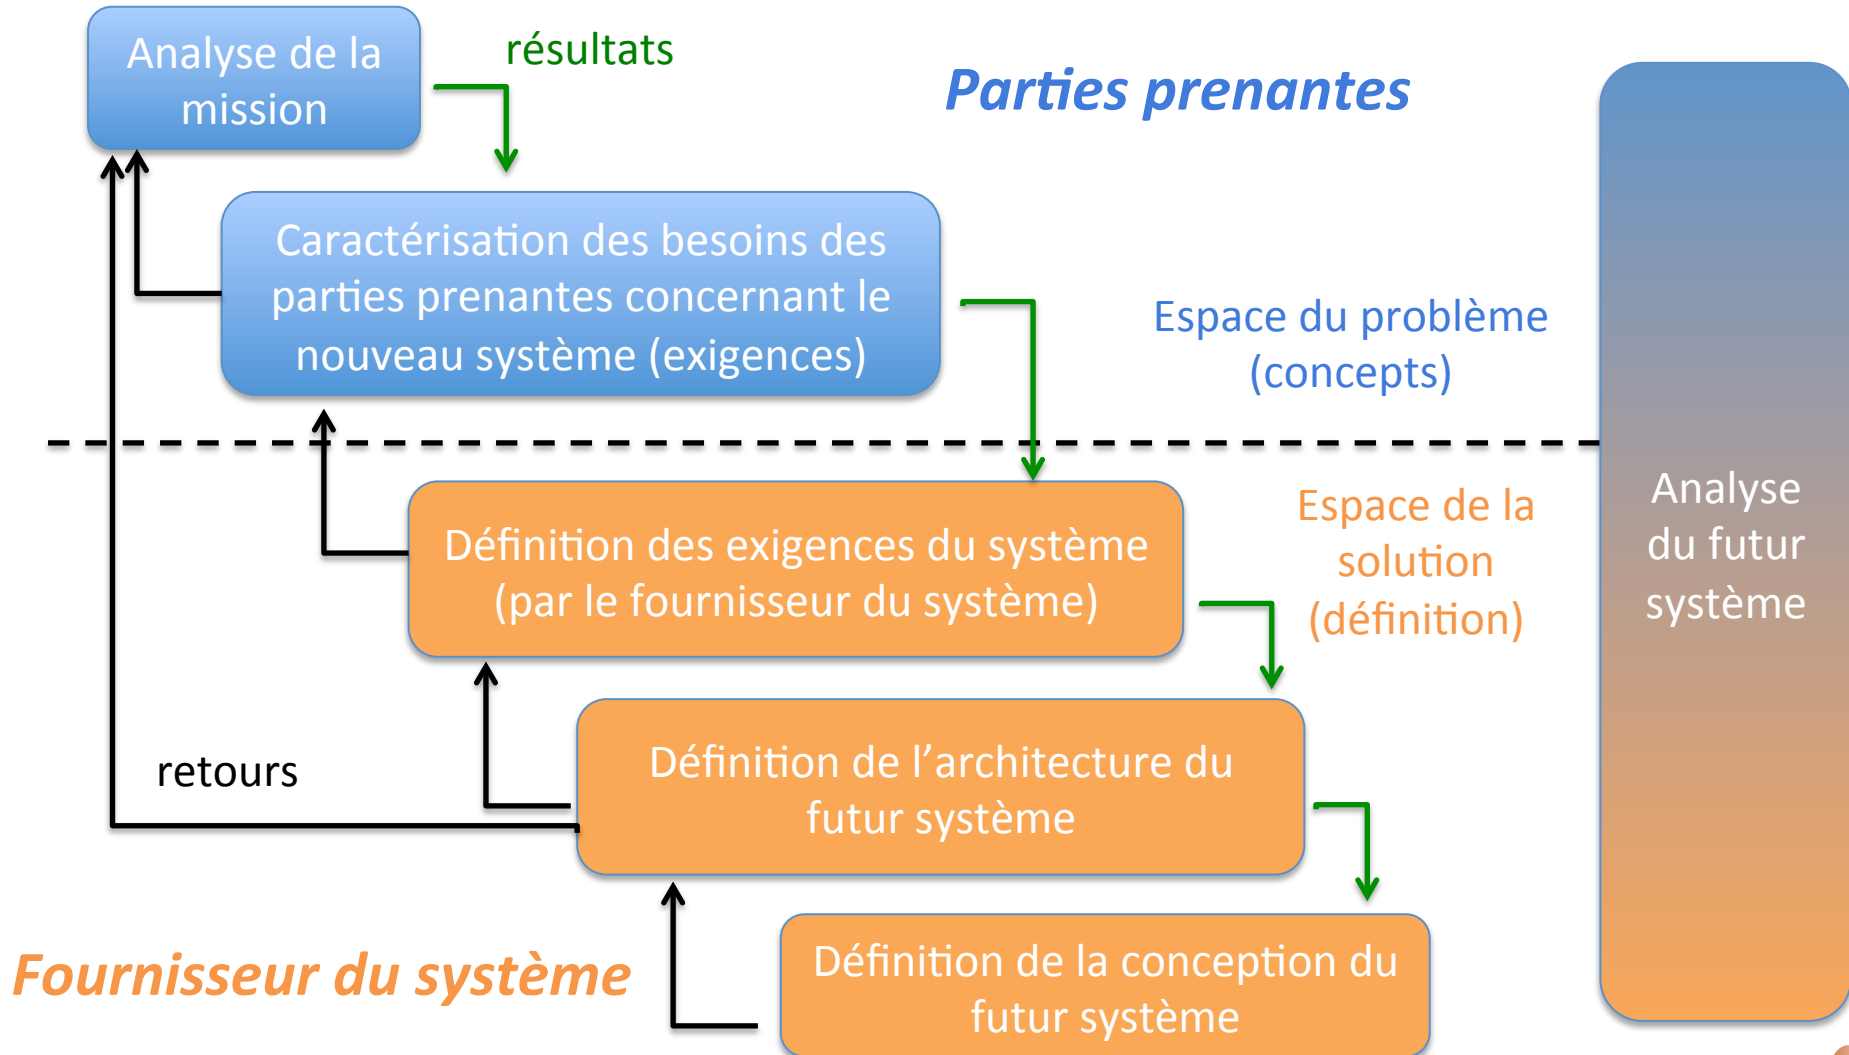 Analyse de la
mission
résultats
Parties prenantes
Caractérisation des besoins des
parties prenantes concernant le
nouveau système (exigences)
Espace du problème
(concepts)
Définition des exigences du système
(par le fournisseur du système)
Espace de la
solution
(définition)
Analyse
du futur
système
retours
Définition de l’architecture du
futur système
Fournisseur du système
Définition de la conception du
futur système